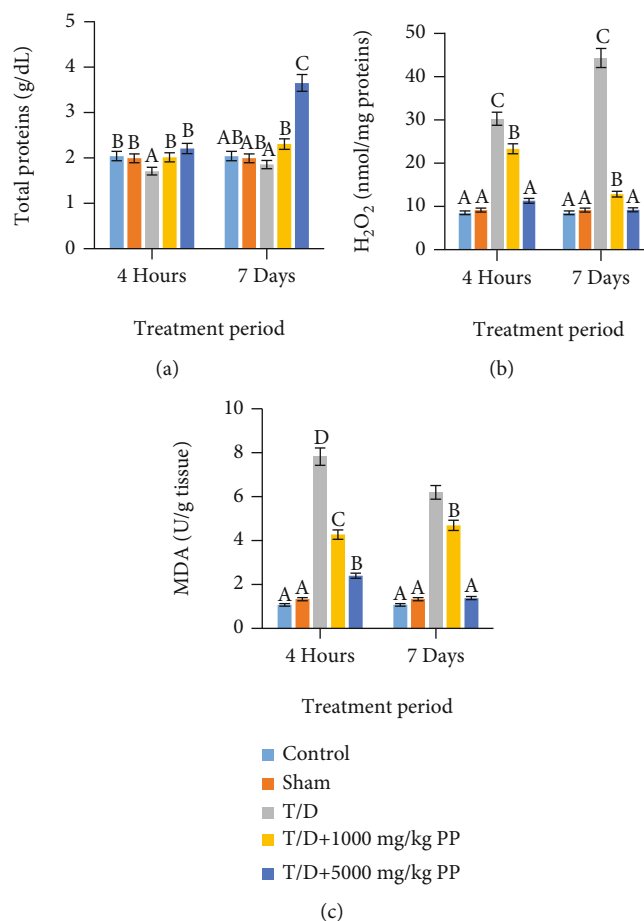 5
4
3
2
1
0
Total proteins (g/dL)
B B A B B
AB AB A B C
4 Hours 7 Days
Treatment period
(a)
50
40
30
20
10
0
H₂O₂ (nmol/mg proteins)
A A C B A
A A C B A
4 Hours 7 Days
Treatment period
(b)
10
8
6
4
2
0
MDA (U/g tissue)
A A D C B
A A B A
4 Hours 7 Days
Treatment period
Control
Sham
T/D
T/D+1000 mg/kg PP
T/D+5000 mg/kg PP
(c)